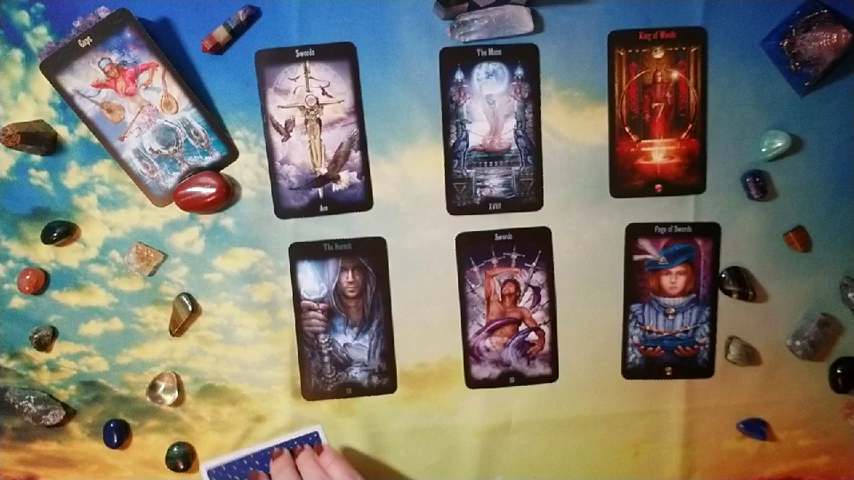 Cups
Swords
Ace
The Moon
XVIII
King of Wands
The Hermit
Swords
Page of Swords